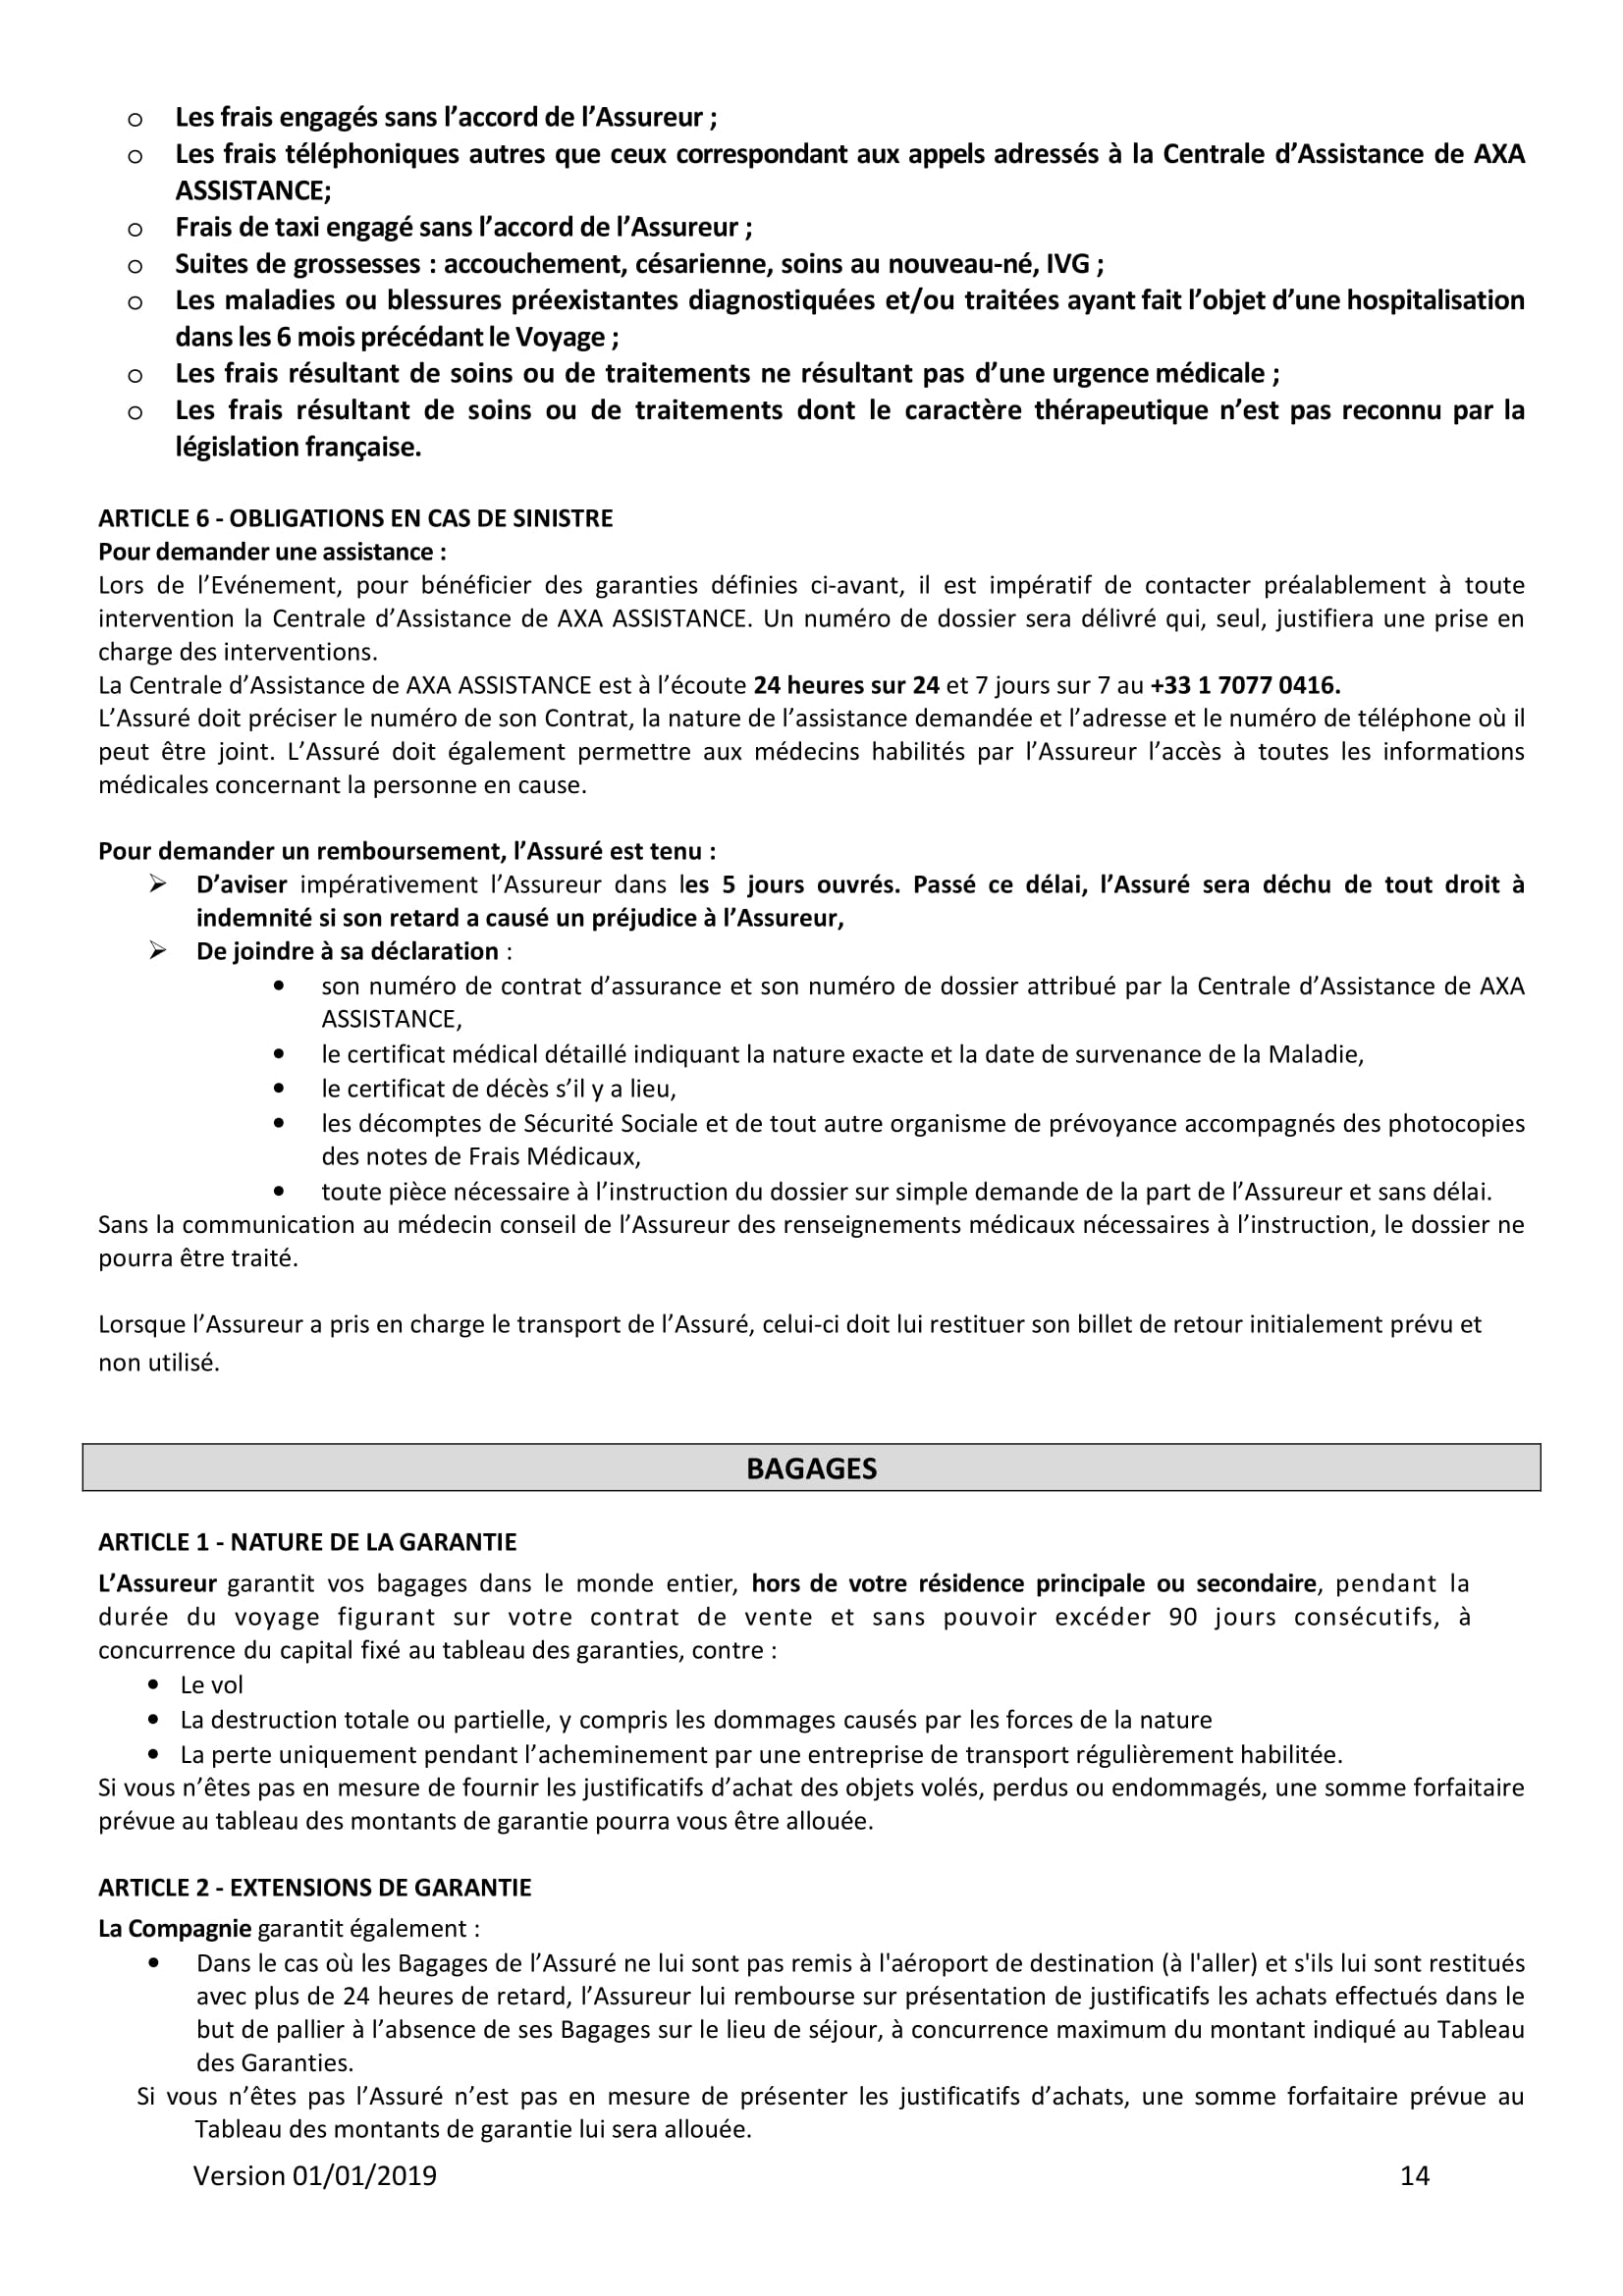 o Les frais engagés sans l’accord de l’Assureur ;
o Les frais téléphoniques autres que ceux correspondant aux appels adressés à la Centrale d’Assistance de AXA
ASSISTANCE;
o Frais de taxi engagé sans l’accord de l’Assureur ;
o Suites de grossesses : accouchement, césarienne, soins au nouveau-né, IVG ;
o Les maladies ou blessures préexistantes diagnostiquées et/ou traitées ayant fait l’objet d’une hospitalisation
dans les 6 mois précédant le Voyage ;
o Les frais résultant de soins ou de traitements ne résultant pas d’une urgence médicale ;
o Les frais résultant de soins ou de traitements dont le caractère thérapeutique n’est pas reconnu par la
législation française.
ARTICLE 6 - OBLIGATIONS EN CAS DE SINISTRE
Pour demander une assistance :
Lors de l’Evénement, pour bénéficier des garanties définies ci-avant, il est impératif de contacter préalablement à toute
intervention la Centrale d’Assistance de AXA ASSISTANCE. Un numéro de dossier sera délivré qui, seul, justifiera une prise en
charge des interventions.
La Centrale d’Assistance de AXA ASSISTANCE est à l’écoute 24 heures sur 24 et 7 jours sur 7 au +33 1 7077 0416.
L’Assuré doit préciser le numéro de son Contrat, la nature de l’assistance demandée et l’adresse et le numéro de téléphone où il
peut être joint. L’Assuré doit également permettre aux médecins habilités par l’Assureur l’accès à toutes les informations
médicales concernant la personne en cause.
Pour demander un remboursement, l’Assuré est tenu :
➢ D’aviser impérativement l’Assureur dans les 5 jours ouvrés. Passé ce délai, l’Assuré sera déchu de tout droit à
indemnité si son retard a causé un préjudice à l’Assureur,
➢ De joindre à sa déclaration :
• son numéro de contrat d’assurance et son numéro de dossier attribué par la Centrale d’Assistance de AXA
ASSISTANCE,
• le certificat médical détaillé indiquant la nature exacte et la date de survenance de la Maladie,
• le certificat de décès s’il y a lieu,
• les décomptes de Sécurité Sociale et de tout autre organisme de prévoyance accompagnés des photocopies
des notes de Frais Médicaux,
• toute pièce nécessaire à l’instruction du dossier sur simple demande de la part de l’Assureur et sans délai.
Sans la communication au médecin conseil de l’Assureur des renseignements médicaux nécessaires à l’instruction, le dossier ne
pourra être traité.
Lorsque l’Assureur a pris en charge le transport de l’Assuré, celui-ci doit lui restituer son billet de retour initialement prévu et
non utilisé.
BAGAGES
ARTICLE 1 - NATURE DE LA GARANTIE
L’Assureur garantit vos bagages dans le monde entier, hors de votre résidence principale ou secondaire, pendant la
durée du voyage figurant sur votre contrat de vente et sans pouvoir excéder 90 jours consécutifs, à
concurrence du capital fixé au tableau des garanties, contre :
• Le vol
• La destruction totale ou partielle, y compris les dommages causés par les forces de la nature
• La perte uniquement pendant l’acheminement par une entreprise de transport régulièrement habilitée.
Si vous n’êtes pas en mesure de fournir les justificatifs d’achat des objets volés, perdus ou endommagés, une somme forfaitaire
prévue au tableau des montants de garantie pourra vous être allouée.
ARTICLE 2 - EXTENSIONS DE GARANTIE
La Compagnie garantit également :
• Dans le cas où les Bagages de l’Assuré ne lui sont pas remis à l'aéroport de destination (à l'aller) et s'ils lui sont restitués
avec plus de 24 heures de retard, l’Assureur lui rembourse sur présentation de justificatifs les achats effectués dans le
but de pallier à l’absence de ses Bagages sur le lieu de séjour, à concurrence maximum du montant indiqué au Tableau
des Garanties.
Si vous n’êtes pas l’Assuré n’est pas en mesure de présenter les justificatifs d’achats, une somme forfaitaire prévue au
Tableau des montants de garantie lui sera allouée.
Version 01/01/2019 14